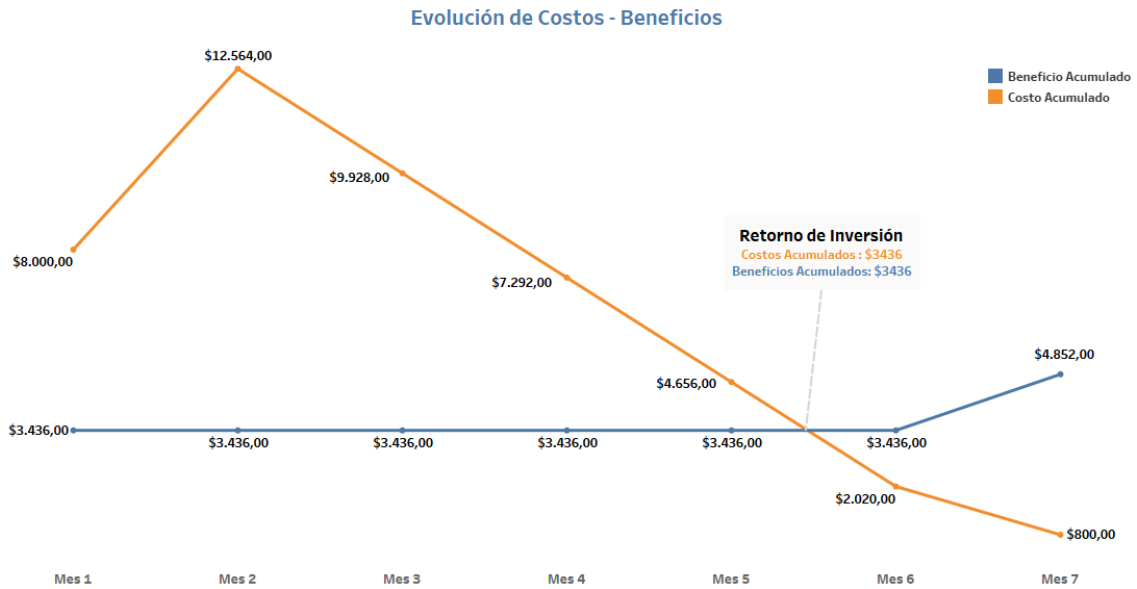 Evolución de Costos - Beneficios
$12.564,00
Beneficio Acumulado
Costo Acumulado
$9.928,00
Retorno de Inversión
Costos Acumulados : $3436
Beneficios Acumulados: $3436
$8.000,00
$7.292,00
$4.852,00
$4.656,00
$3.436,00
$3.436,00
$3.436,00
$3.436,00
$3.436,00
$3.436,00
$2.020,00
$800,00
Mes 1
Mes 2
Mes 3
Mes 4
Mes 5
Mes 6
Mes 7